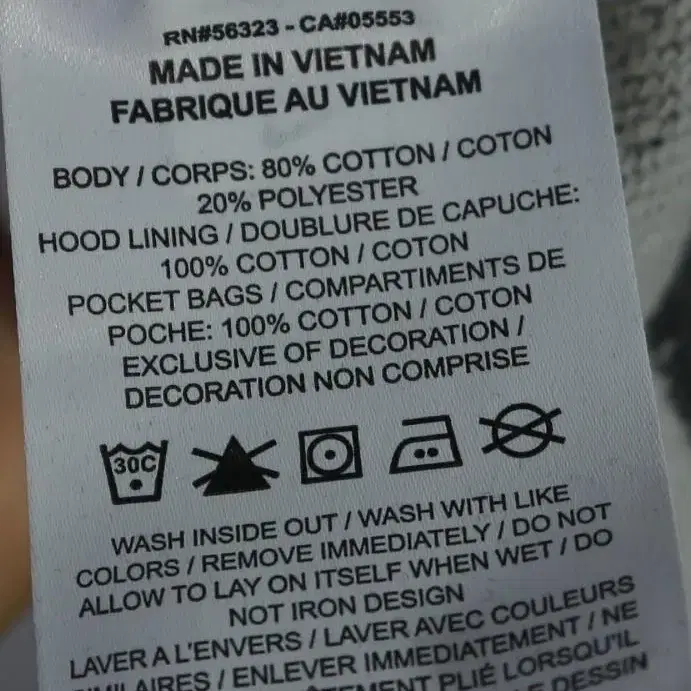 RN#56323 - CA#05553
MADE IN VIETNAM
FABRIQUE AU VIETNAM
BODY / CORPS: 80% COTTON / COTON
20% POLYESTER
HOOD LINING / DOUBLURE DE CAPUCHE:
100% COTTON / COTON
POCKET BAGS / COMPARTIMENTS DE
POCHE: 100% COTTON / COTON
EXCLUSIVE OF DECORATION /
DECORATION NON COMPRISE
30C
WASH INSIDE OUT / WASH WITH LIKE
COLORS / REMOVE IMMEDIATELY / DO NOT
ALLOW TO LAY ON ITSELF WHEN WET / DO
NOT IRON DESIGN
LAVER A L'ENVERS / LAVER AVEC COULEURS
/ ENLEVER IMMEDIATEMENT / NE
PLIÉ LORSQU'IL
DESSIN